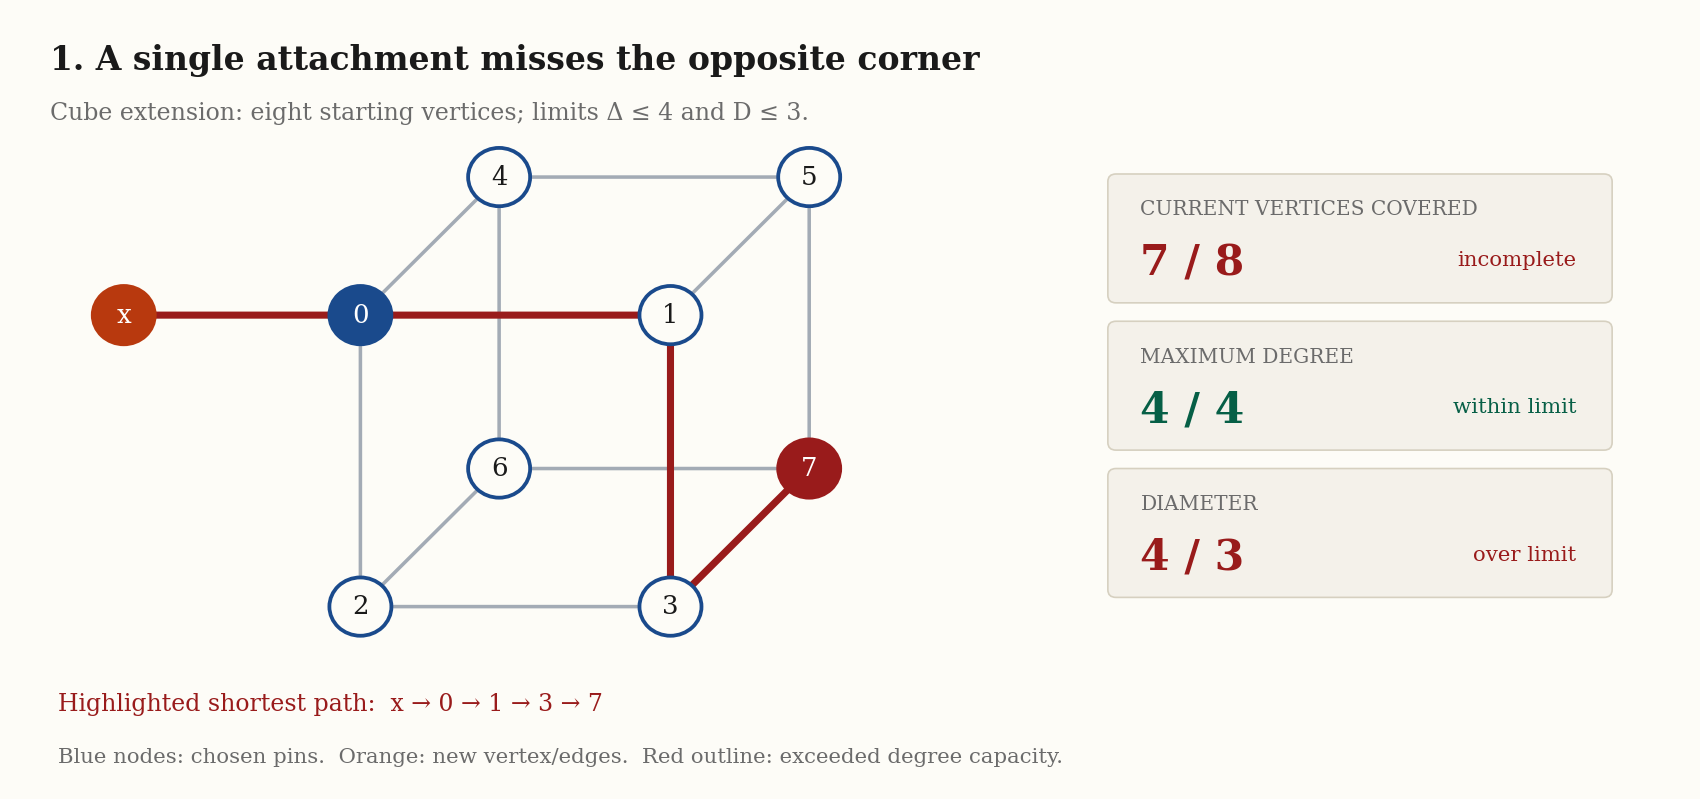 1. A single attachment misses the opposite corner
Cube extension: eight starting vertices; limits Δ ≤ 4 and D ≤ 3.
4
5
x
0
1
6
7
2
3
CURRENT VERTICES COVERED
7 / 8
incomplete
MAXIMUM DEGREE
4 / 4
within limit
DIAMETER
4 / 3
over limit
Highlighted shortest path:  x → 0 → 1 → 3 → 7
Blue nodes: chosen pins.  Orange: new vertex/edges.  Red outline: exceeded degree capacity.